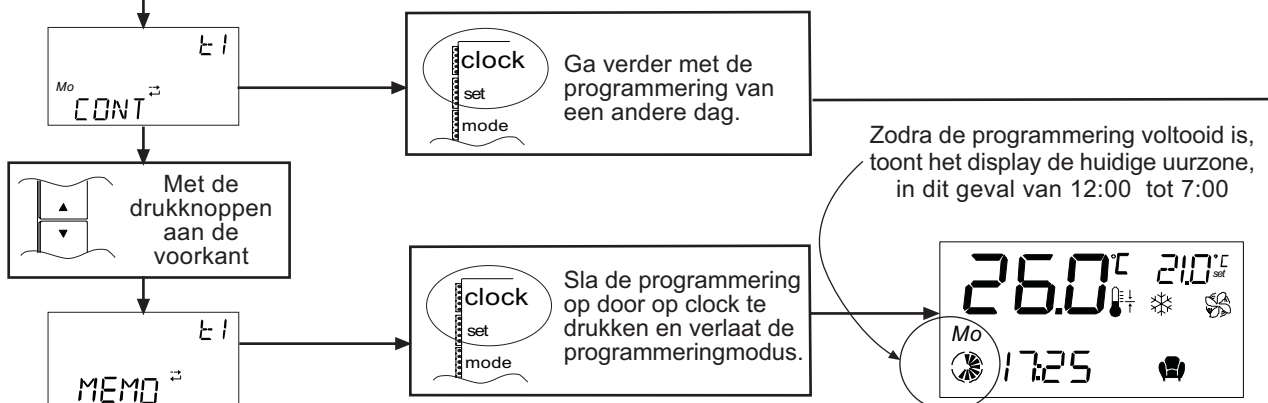 t1
Mo
CONT
clock
set
mode
Ga verder met de
programmering van
een andere dag.
Zodra de programmering voltooid is,
toont het display de huidige uurzone,
in dit geval van 12:00 tot 7:00
Met de
drukknoppen
aan de
voorkant
t1
MEMO
clock
set
mode
Sla de programmering
op door op clock te
drukken en verlaat de
programmeringmodus.
26.0°C
21.0°C
set
Mo
17:25